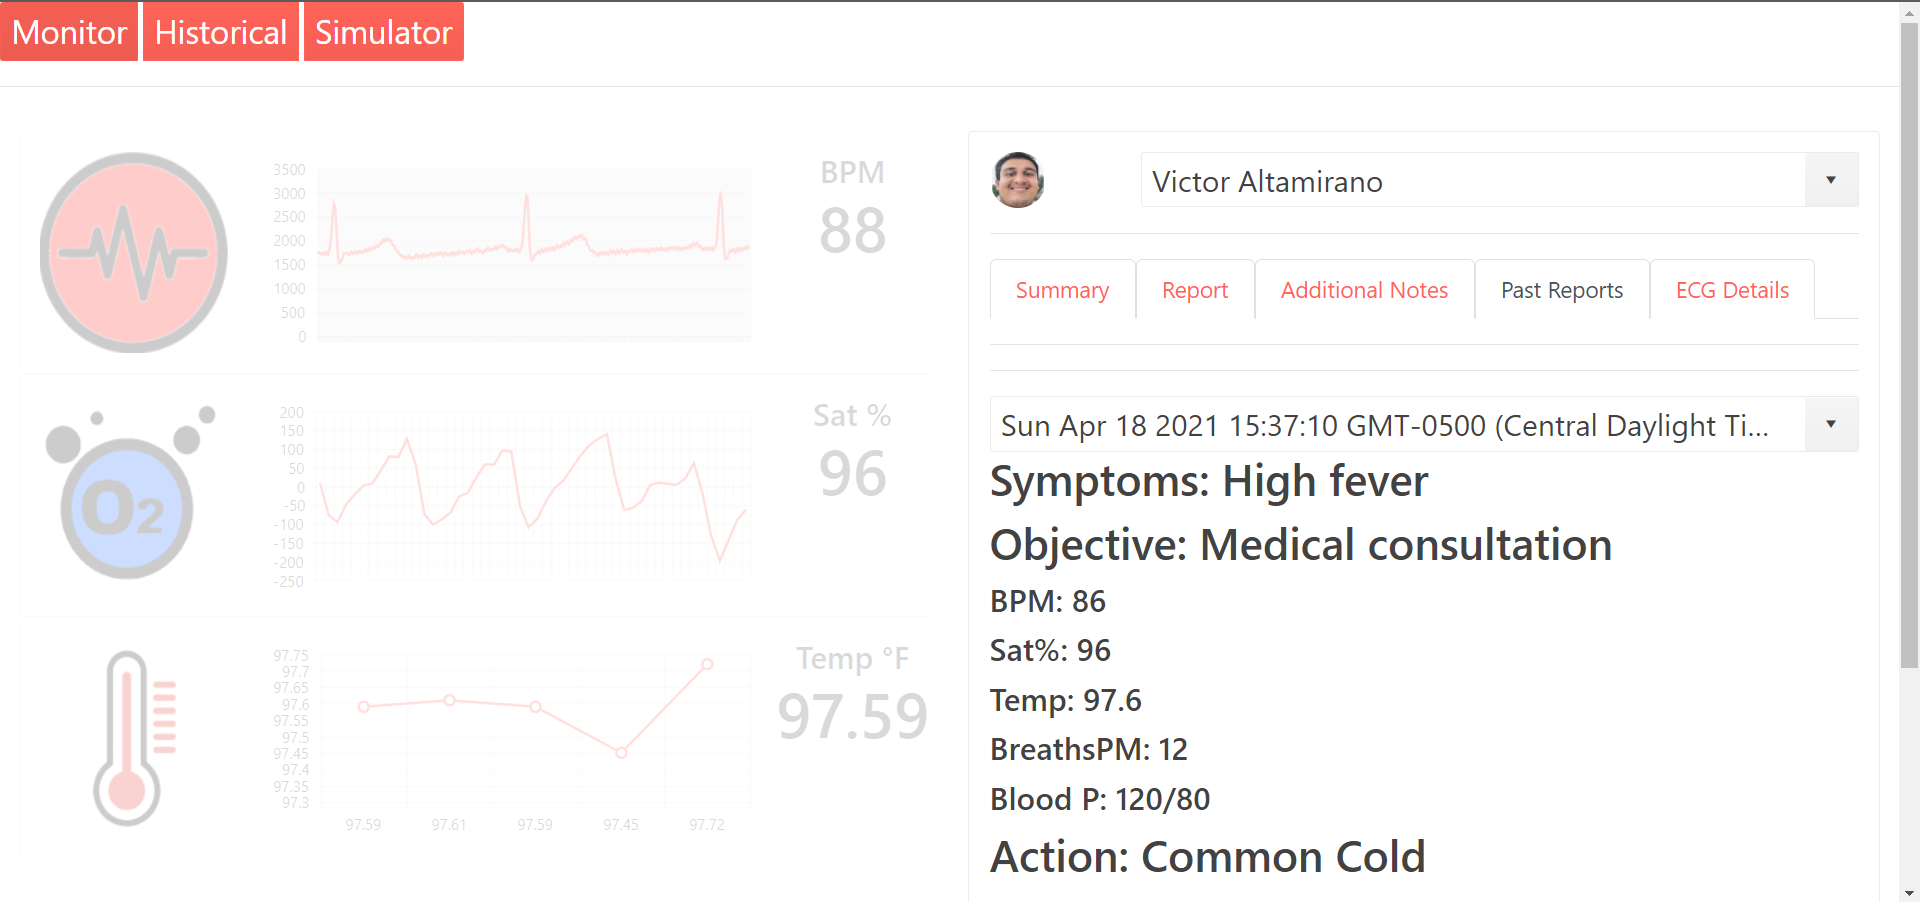 Monitor Historical Simulator
3500
3000
2500
2000
1500
1000
500
0
BPM
88
O2
200
150
100
50
0
-50
-100
-150
-200
-250
Sat %
96
97.75
97.7
97.65
97.6
97.55
97.5
97.45
97.4
97.35
97.3
97.59 97.61 97.59 97.45 97.72
Temp °F
97.59
Victor Altamirano
Summary Report Additional Notes Past Reports ECG Details
Sun Apr 18 2021 15:37:10 GMT-0500 (Central Daylight Ti...
Symptoms: High fever
Objective: Medical consultation
BPM: 86
Sat%: 96
Temp: 97.6
BreathsPM: 12
Blood P: 120/80
Action: Common Cold